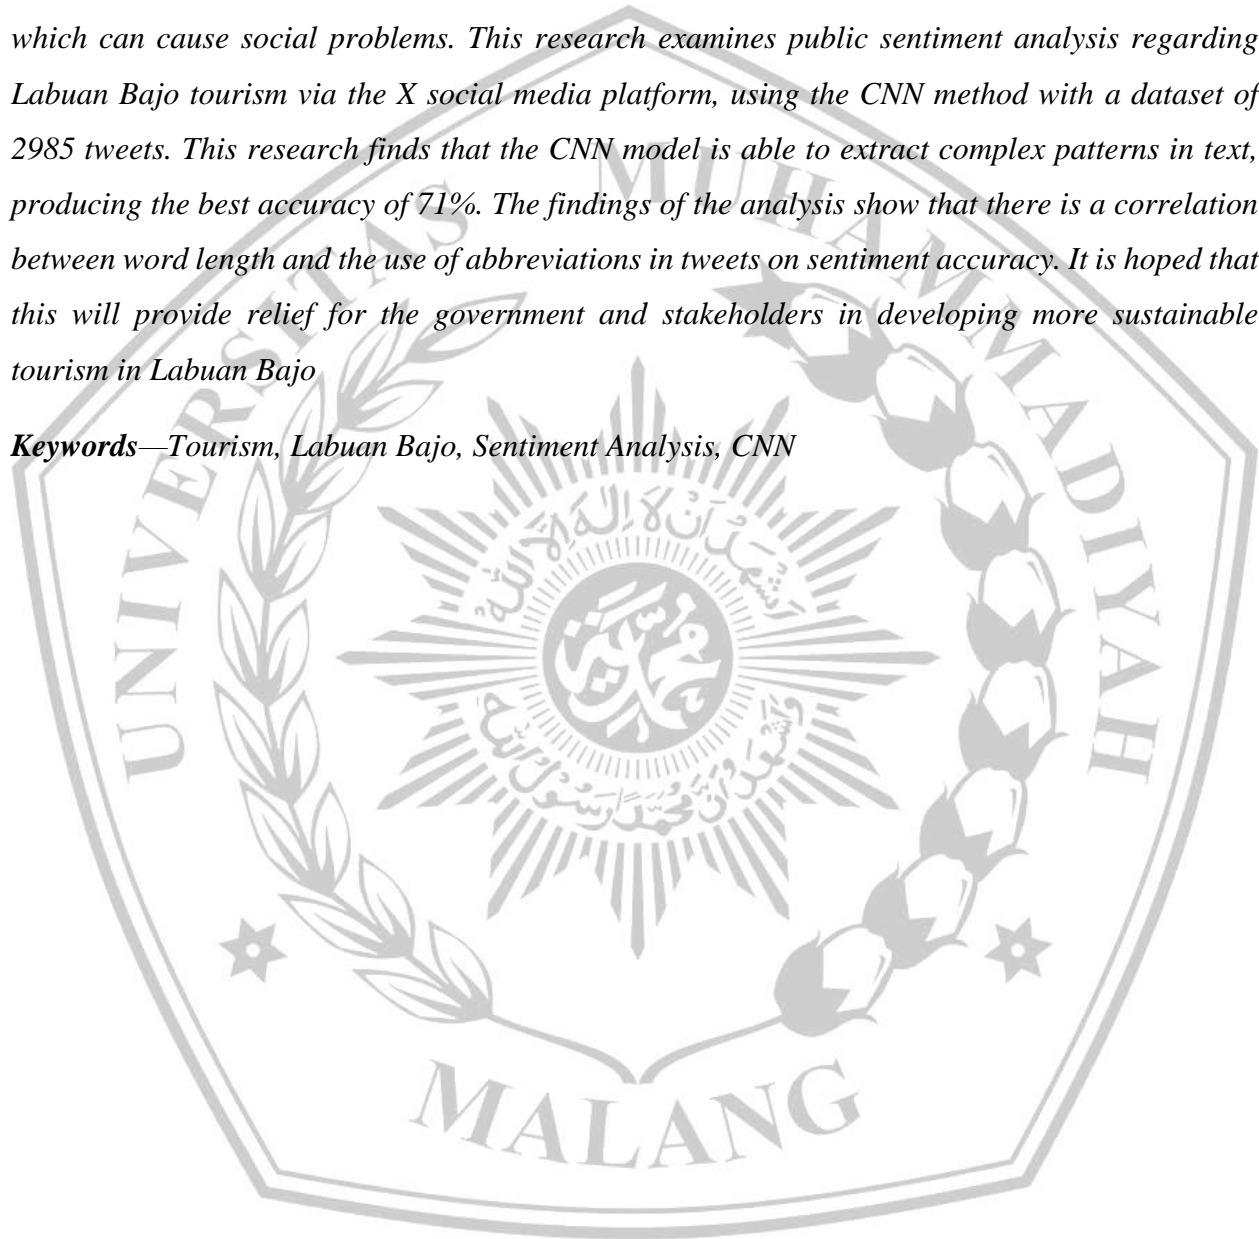 which can cause social problems. This research examines public sentiment analysis regarding
Labuan Bajo tourism via the X social media platform, using the CNN method with a dataset of
2985 tweets. This research finds that the CNN model is able to extract complex patterns in text,
producing the best accuracy of 71%. The findings of the analysis show that there is a correlation
between word length and the use of abbreviations in tweets on sentiment accuracy. It is hoped that
this will provide relief for the government and stakeholders in developing more sustainable
tourism in Labuan Bajo
Keywords—Tourism, Labuan Bajo, Sentiment Analysis, CNN
UNIVERSITAS MUHAMMADIYAH
أَشْهَدُ أَنْ لَا إِلٰهَ إِلَّا اللّٰهُ
محمدية
وَأَشْهَدُ أَنَّ مُحَمَّدًا رَسُولُ اللّٰهِ
MALANG